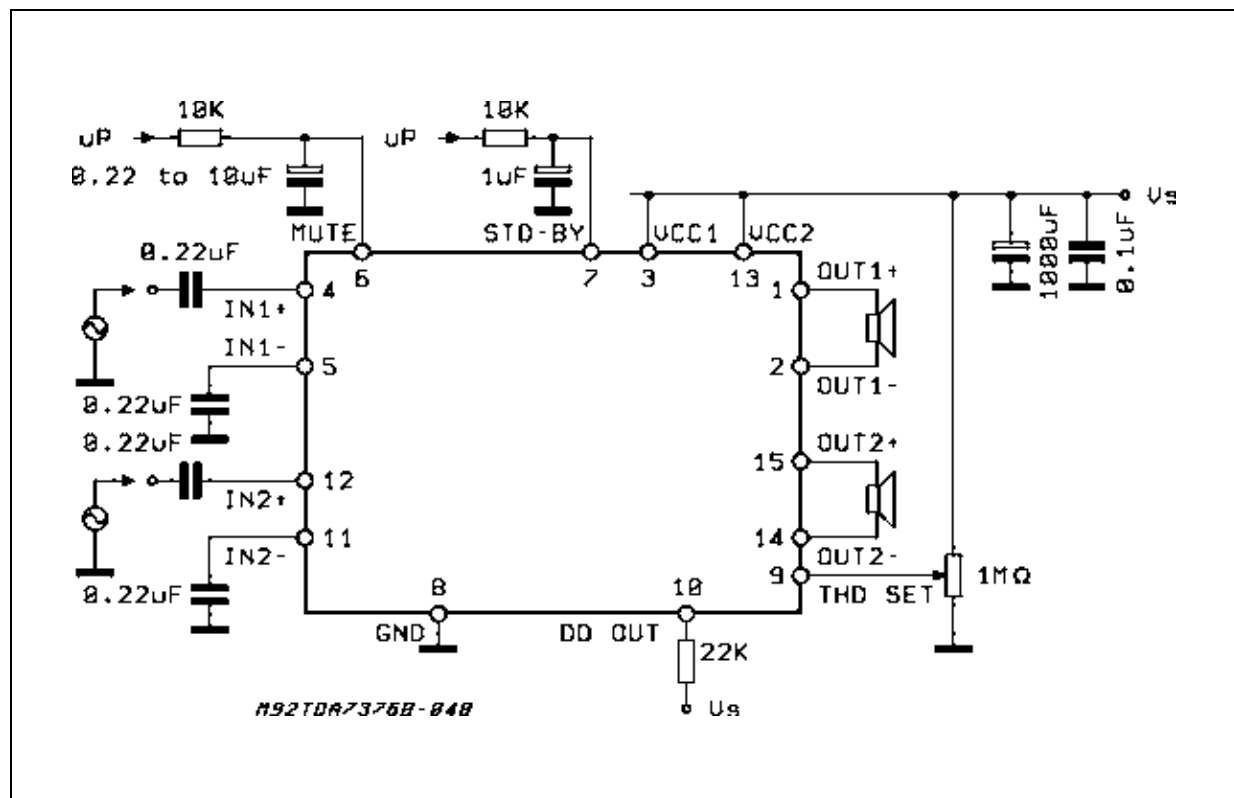 10K
10K
uP
uP
0.22 to 10uF
1uF
Vs
MUTE
STD-BY
VCC1
VCC2
0.22uF
6
7
3
13
OUT1+
1000uF
0.1uF
4
1
IN1+
IN1-
5
2
OUT1-
0.22uF
0.22uF
OUT2+
15
12
IN2+
11
14
IN2-
OUT2-
9
1MΩ
0.22uF
8
10
THD SET
GND
DD OUT
22K
M92TDA7376B-040
Vs